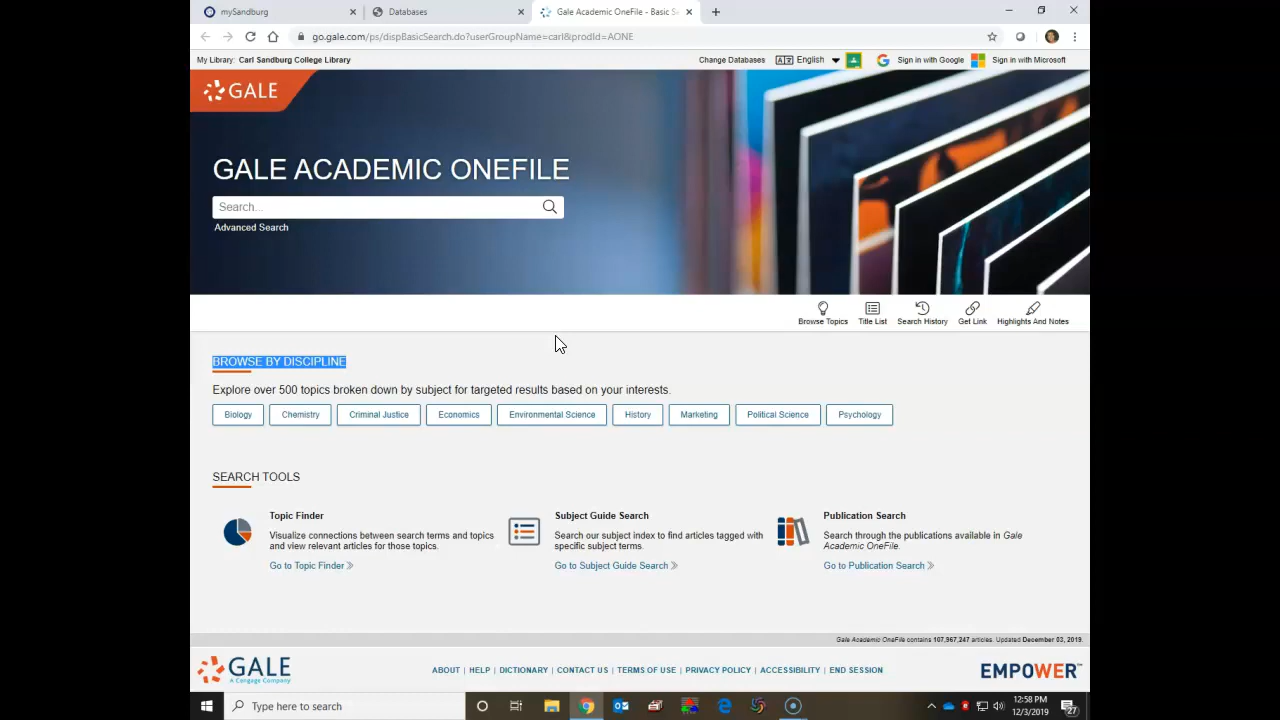 mySandburg
Databases
Gale Academic OneFile - Basic S
go.gale.com/ps/dispBasicSearch.do?userGroupName=carl&prodId=AONE
My Library: Carl Sandburg College Library
Change Databases
English
Sign in with Google
Sign in with Microsoft
GALE
GALE ACADEMIC ONEFILE
Search...
Advanced Search
Browse Topics
Title List
Search History
Get Link
Highlights And Notes
BROWSE BY DISCIPLINE
Explore over 500 topics broken down by subject for targeted results based on your interests.
Biology
Chemistry
Criminal Justice
Economics
Environmental Science
History
Marketing
Political Science
Psychology
SEARCH TOOLS
Topic Finder
Visualize connections between search terms and topics
and view relevant articles for those topics.
Go to Topic Finder
Subject Guide Search
Search our subject index to find articles tagged with
specific subject terms.
Go to Subject Guide Search
Publication Search
Search through the publications available in Gale
Academic OneFile.
Go to Publication Search
Gale Academic OneFile contains 107,967,247 articles. Updated December 03, 2019.
GALE
A Cengage Company
ABOUT | HELP | DICTIONARY | CONTACT US | TERMS OF USE | PRIVACY POLICY | ACCESSIBILITY | END SESSION
EMPOWER™
Type here to search
12:58 PM
12/3/2019
27